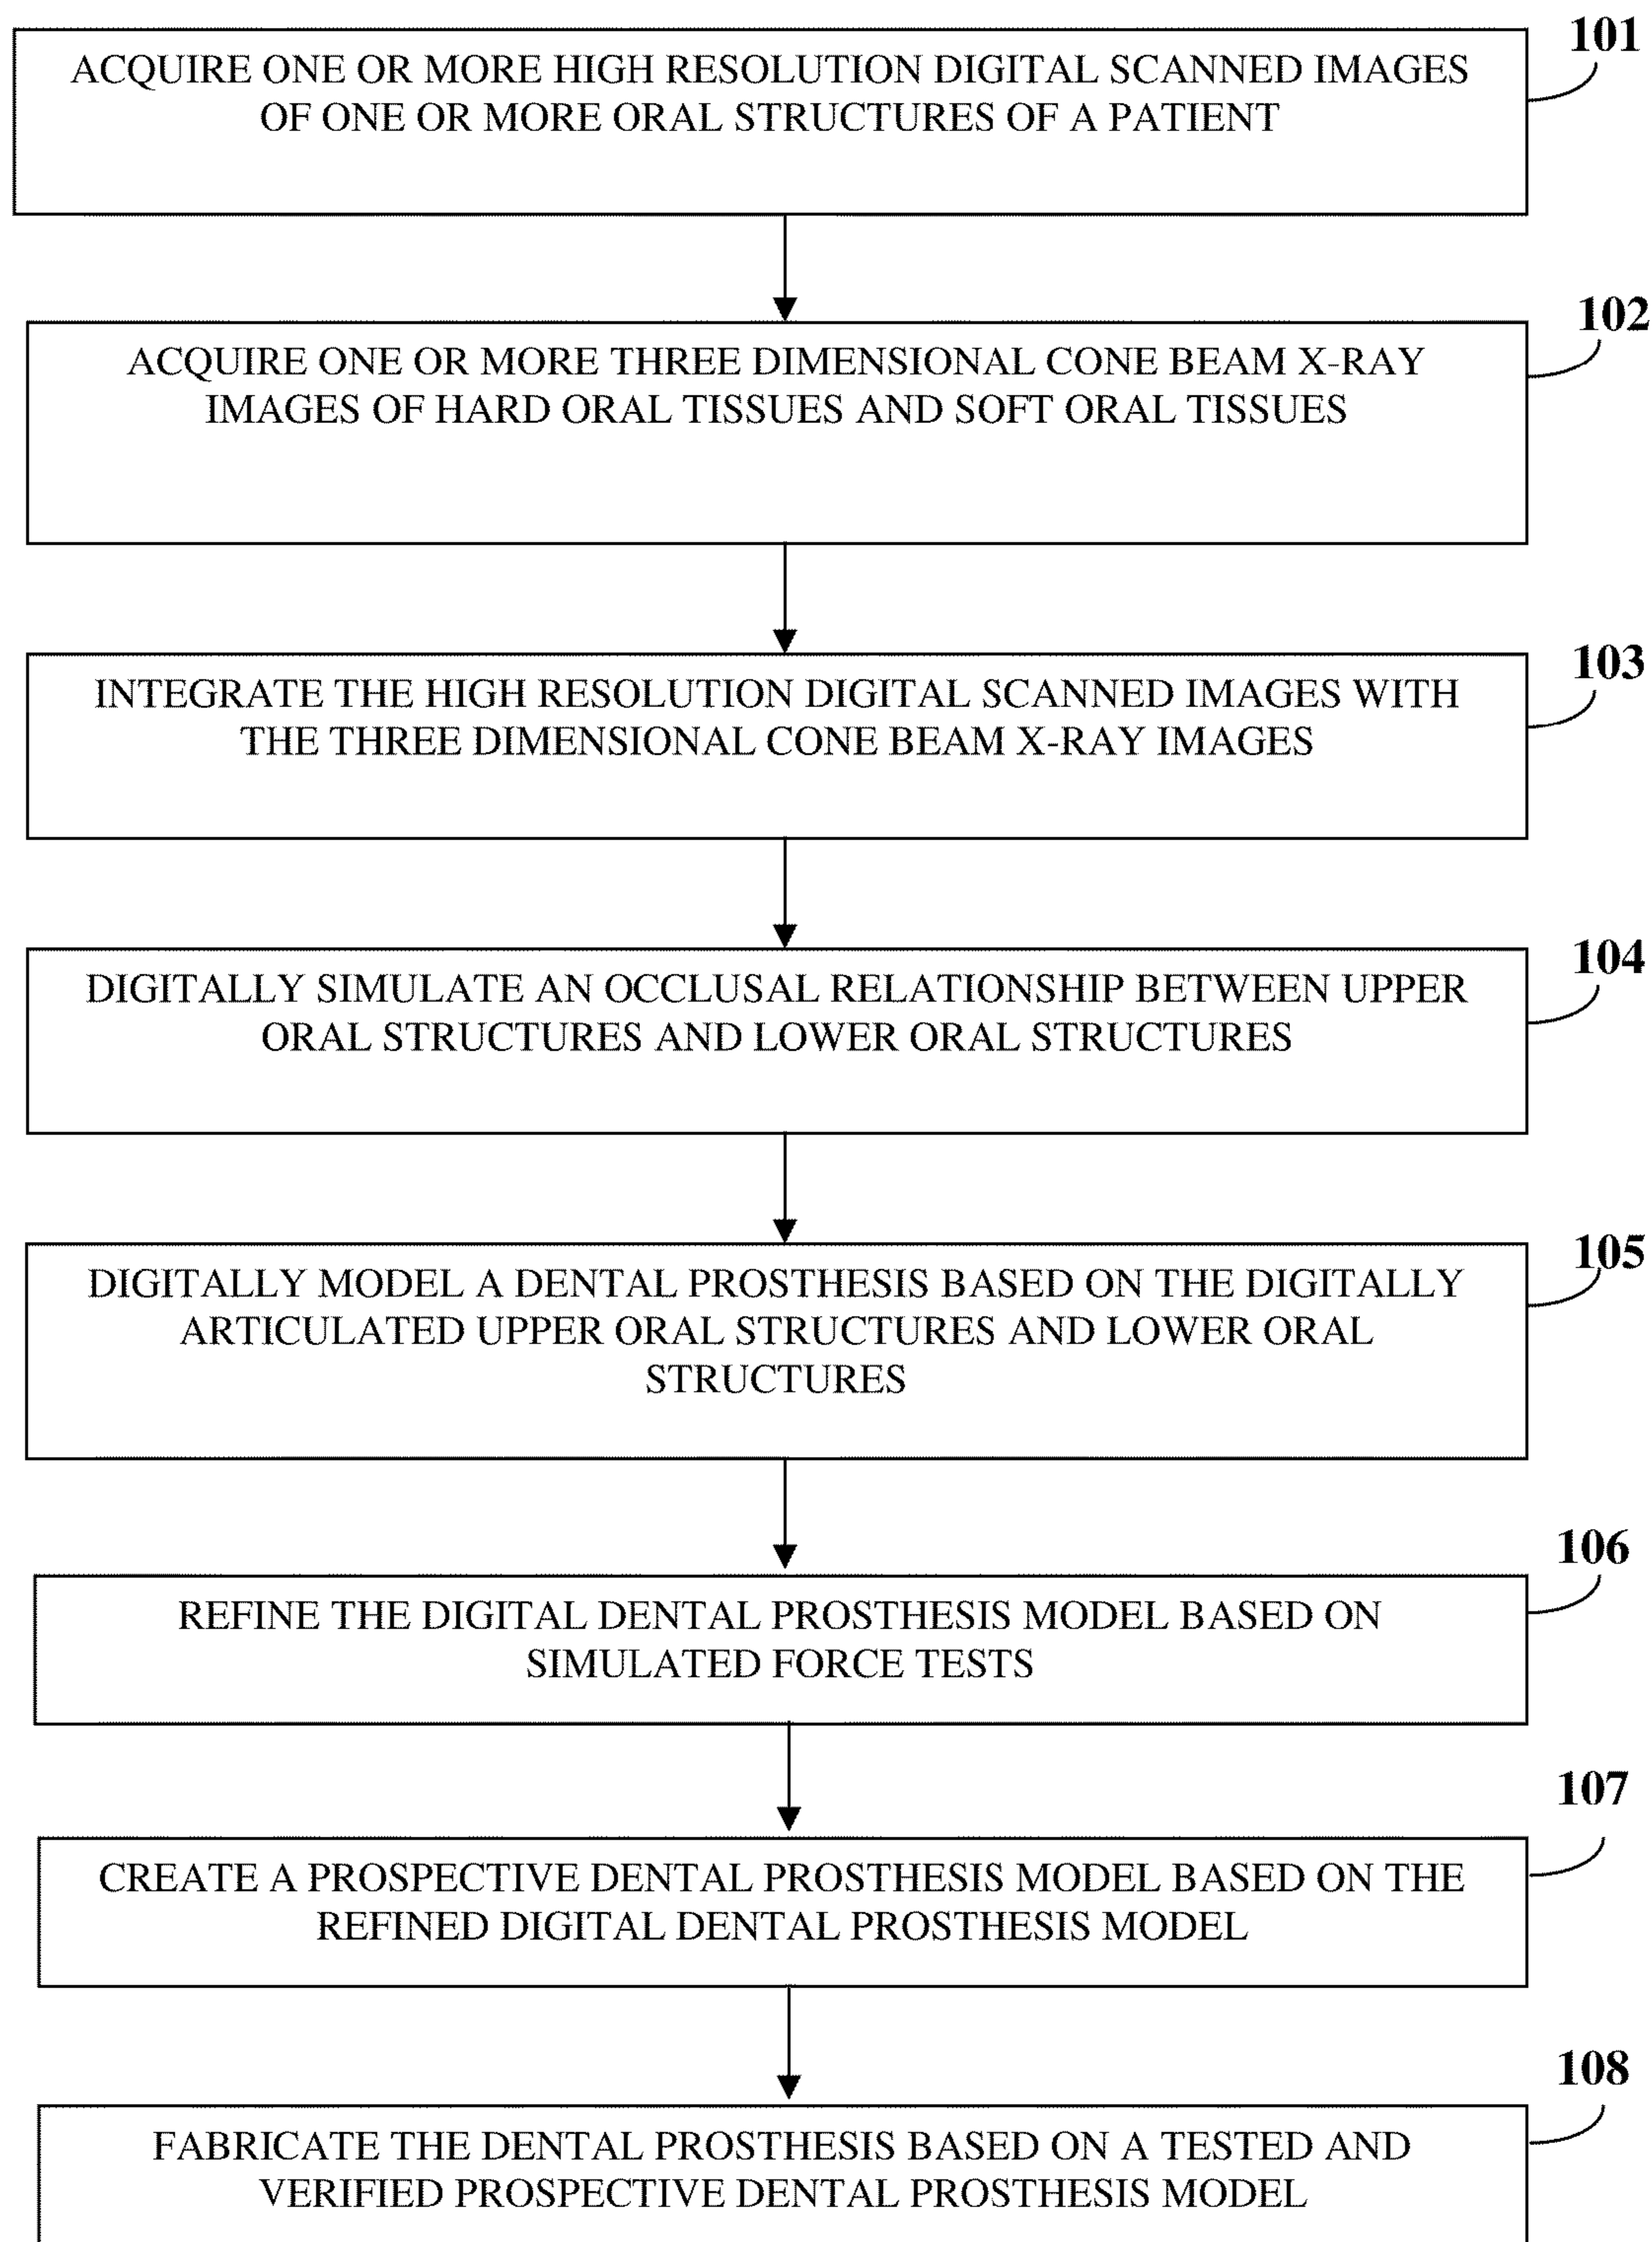 101
ACQUIRE ONE OR MORE HIGH RESOLUTION DIGITAL SCANNED IMAGES
OF ONE OR MORE ORAL STRUCTURES OF A PATIENT
102
ACQUIRE ONE OR MORE THREE DIMENSIONAL CONE BEAM X-RAY
IMAGES OF HARD ORAL TISSUES AND SOFT ORAL TISSUES
103
INTEGRATE THE HIGH RESOLUTION DIGITAL SCANNED IMAGES WITH
THE THREE DIMENSIONAL CONE BEAM X-RAY IMAGES
104
DIGITALLY SIMULATE AN OCCLUSAL RELATIONSHIP BETWEEN UPPER
ORAL STRUCTURES AND LOWER ORAL STRUCTURES
105
DIGITALLY MODEL A DENTAL PROSTHESIS BASED ON THE DIGITALLY
ARTICULATED UPPER ORAL STRUCTURES AND LOWER ORAL
STRUCTURES
106
REFINE THE DIGITAL DENTAL PROSTHESIS MODEL BASED ON
SIMULATED FORCE TESTS
107
CREATE A PROSPECTIVE DENTAL PROSTHESIS MODEL BASED ON THE
REFINED DIGITAL DENTAL PROSTHESIS MODEL
108
FABRICATE THE DENTAL PROSTHESIS BASED ON A TESTED AND
VERIFIED PROSPECTIVE DENTAL PROSTHESIS MODEL